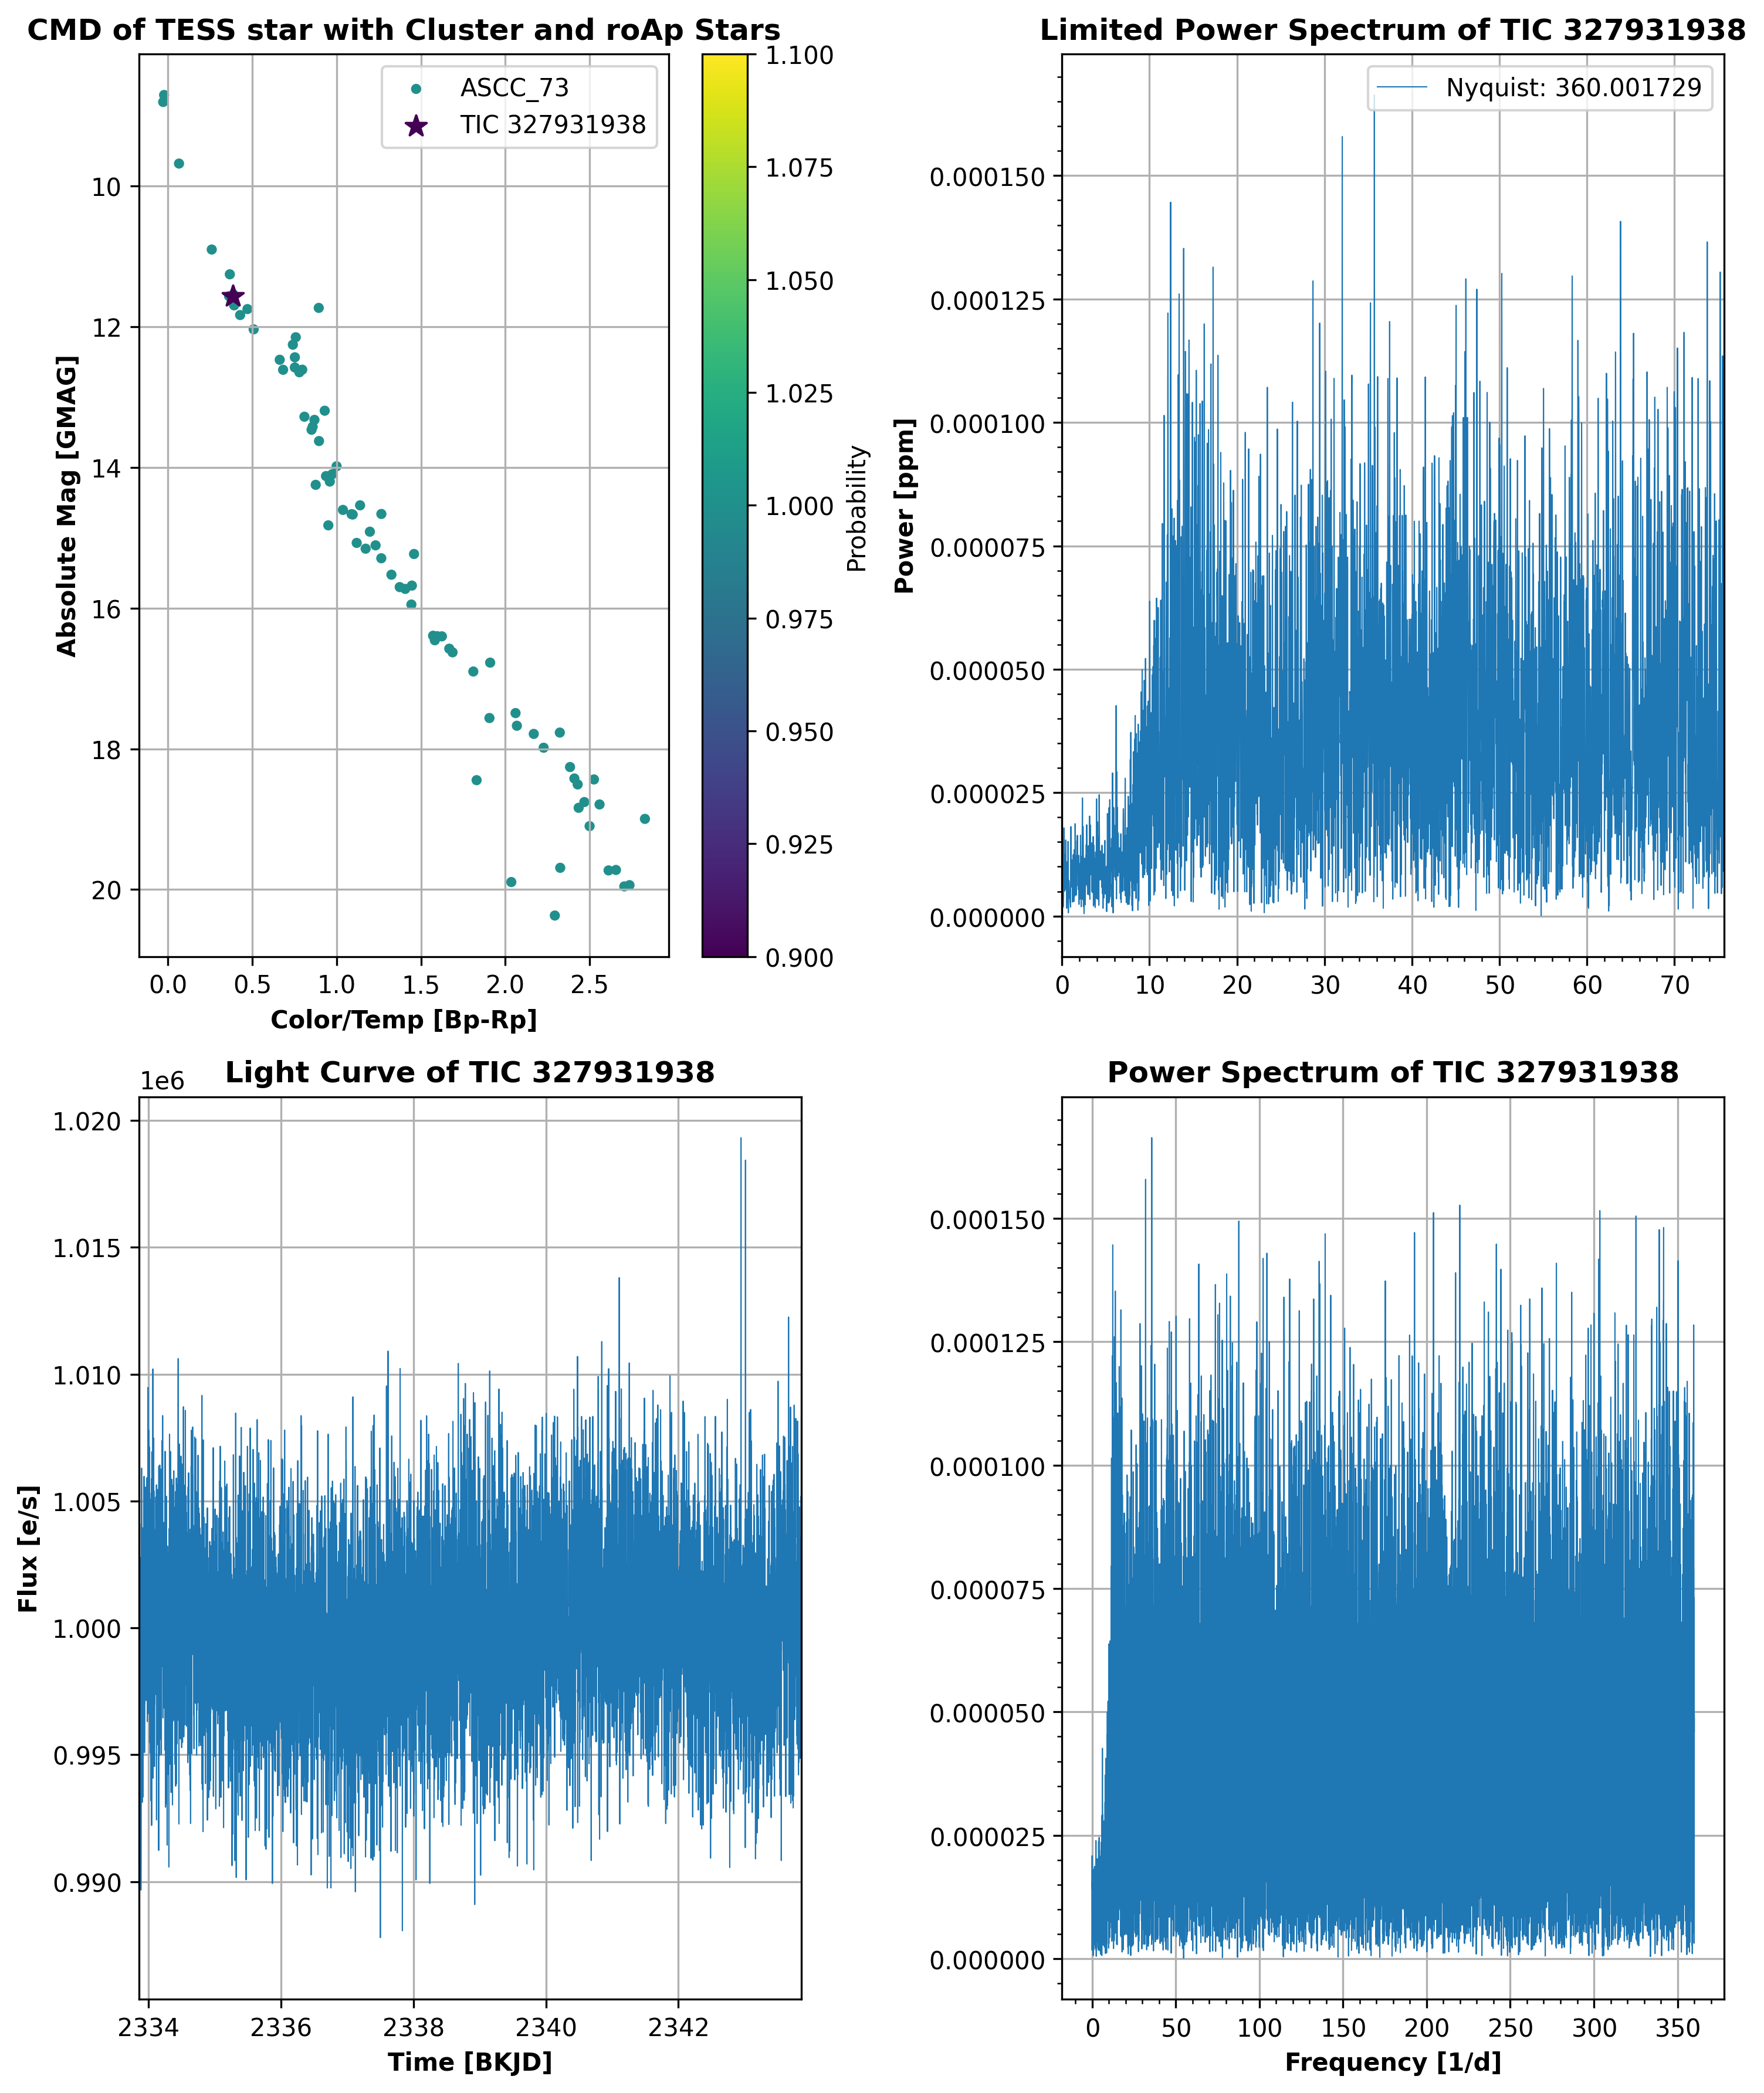 CMD of TESS star with Cluster and roAp Stars
ASCC_73
TIC 327931938
Absolute Mag [GMAG]
10
12
14
16
18
20
0.0 0.5 1.0 1.5 2.0 2.5
Color/Temp [Bp-Rp]
1.100
1.075
1.050
1.025
1.000
0.975
0.950
0.925
0.900
Probability
Limited Power Spectrum of TIC 327931938
Nyquist: 360.001729
Power [ppm]
0.000150
0.000125
0.000100
0.000075
0.000050
0.000025
0.000000
0 10 20 30 40 50 60 70
Light Curve of TIC 327931938
1e6
Flux [e/s]
1.020
1.015
1.010
1.005
1.000
0.995
0.990
2334 2336 2338 2340 2342
Time [BKJD]
Power Spectrum of TIC 327931938
0.000150
0.000125
0.000100
0.000075
0.000050
0.000025
0.000000
0 50 100 150 200 250 300 350
Frequency [1/d]